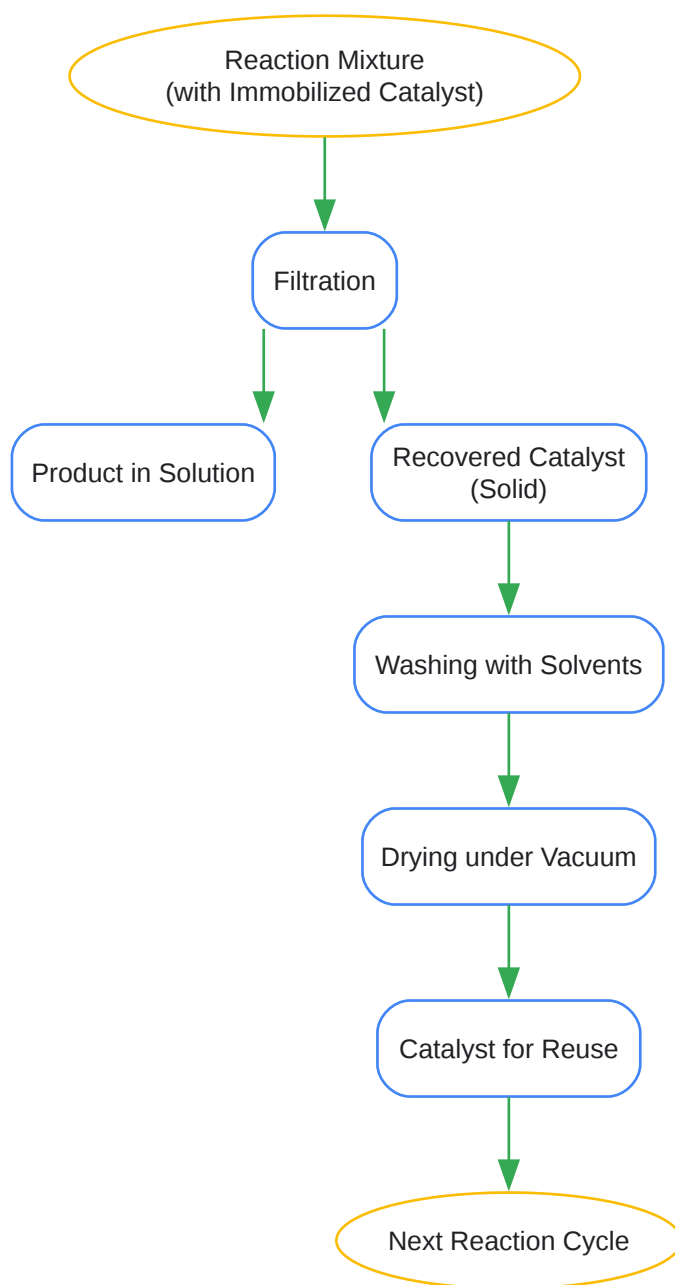 Reaction Mixture
(with Immobilized Catalyst)
Filtration
Product in Solution
Recovered Catalyst
(Solid)
Washing with Solvents
Drying under Vacuum
Catalyst for Reuse
Next Reaction Cycle